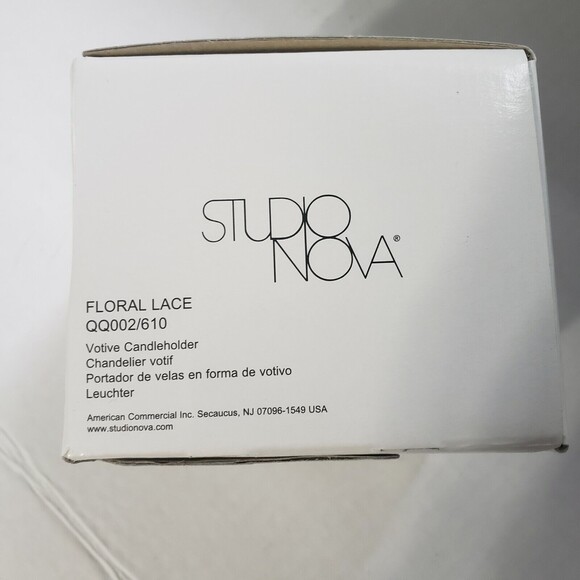 STUDIO
NOVA®
FLORAL LACE
QQ002/610
Votive Candleholder
Chandelier votif
Portador de velas en forma de votivo
Leuchter
American Commercial Inc. Secaucus, NJ 07096-1549 USA
www.studionova.com